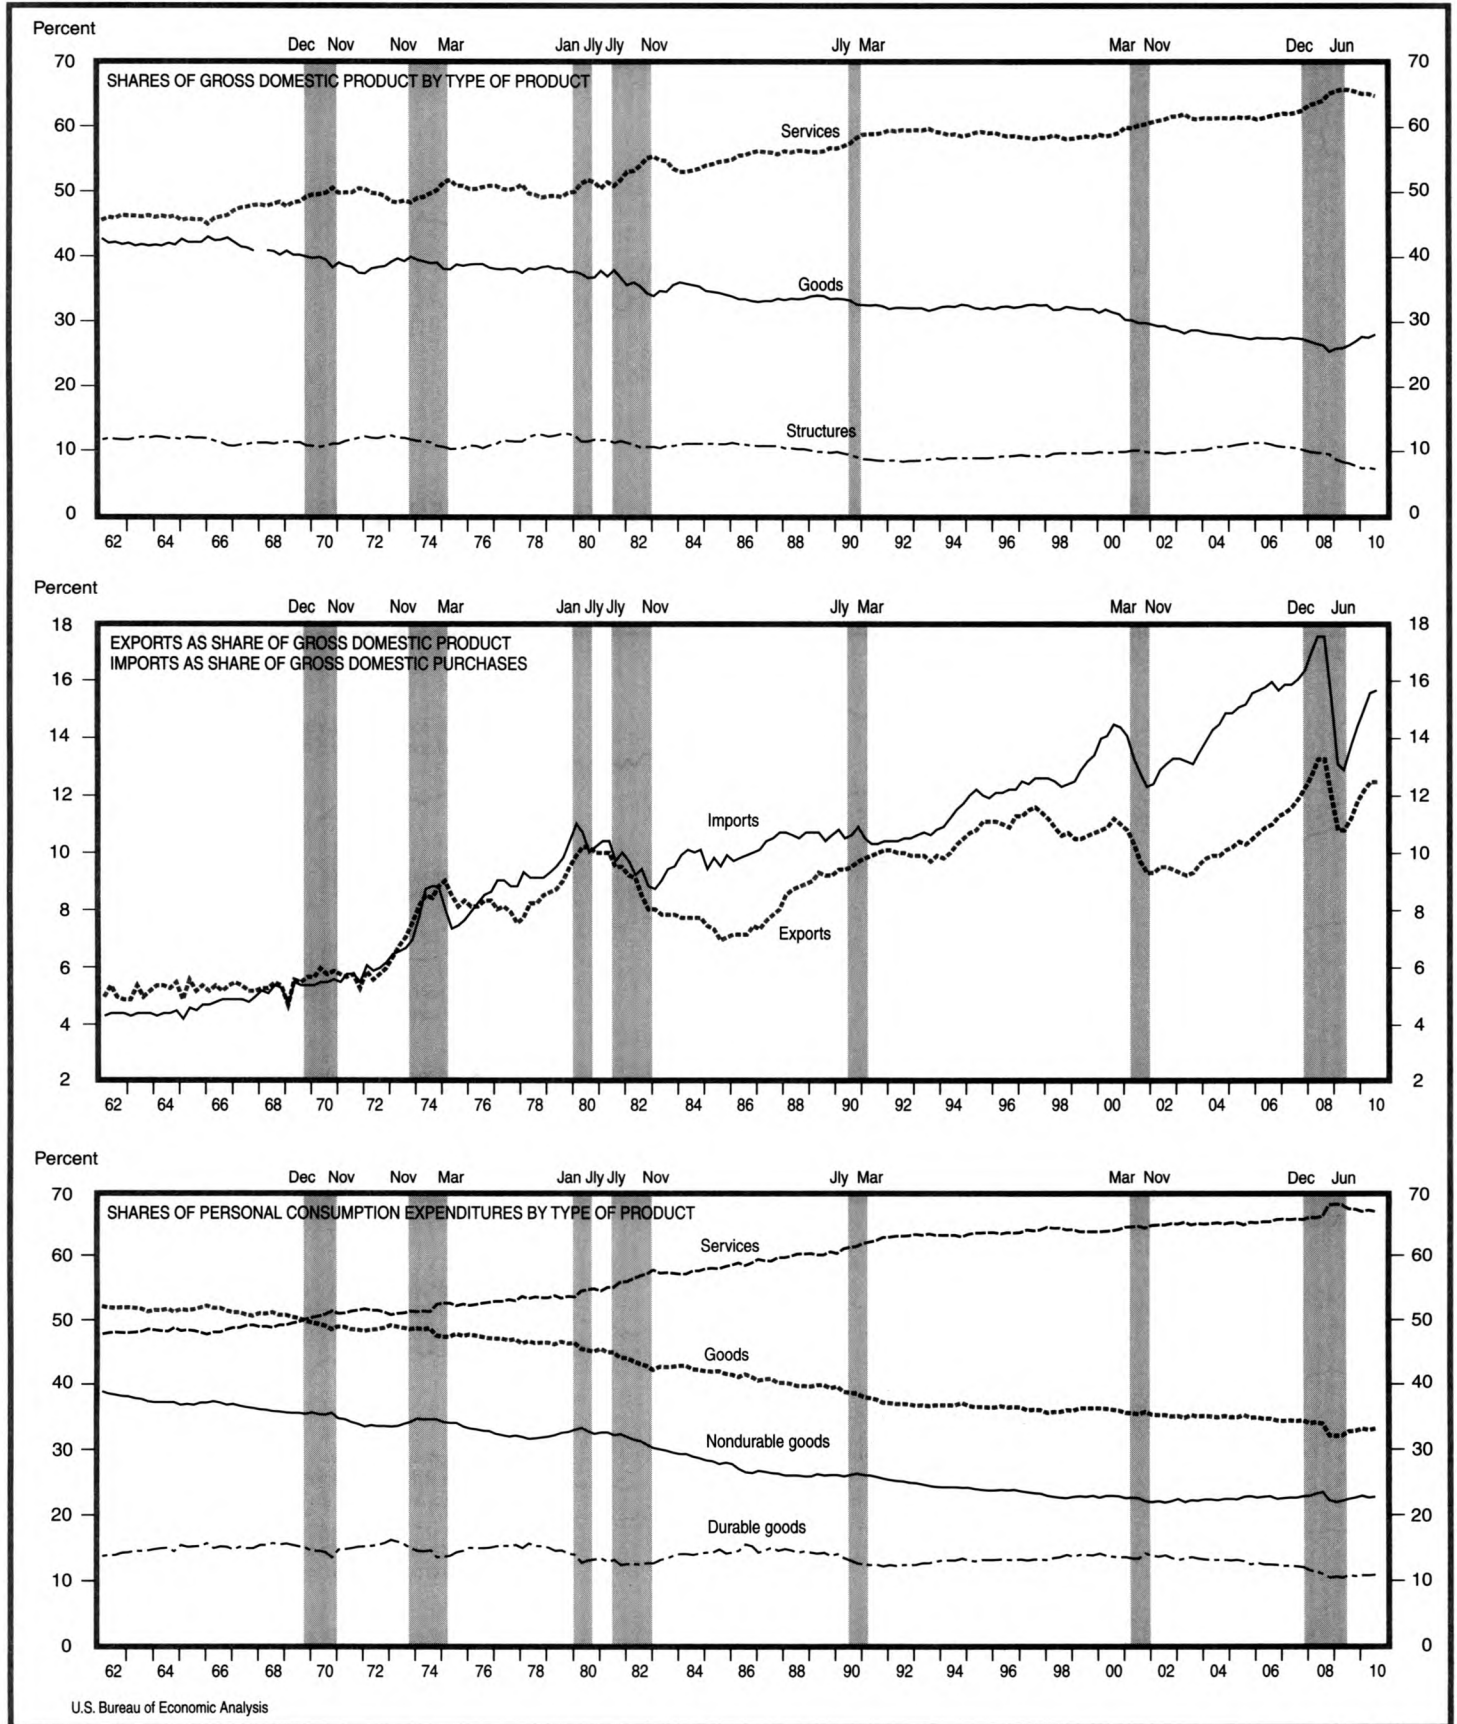 Percent
Dec Nov Nov Mar Jan Jly Jly Nov Jly Mar Mar Nov Dec Jun
70 70
SHARES OF GROSS DOMESTIC PRODUCT BY TYPE OF PRODUCT
60 60
Services
50 50
40 40
Goods
30 30
20 20
Structures
10 10
0 0
62 64 66 68 70 72 74 76 78 80 82 84 86 88 90 92 94 96 98 00 02 04 06 08 10
Percent
Dec Nov Nov Mar Jan Jly Jly Nov Jly Mar Mar Nov Dec Jun
18 18
EXPORTS AS SHARE OF GROSS DOMESTIC PRODUCT
IMPORTS AS SHARE OF GROSS DOMESTIC PURCHASES
16 16
14 14
12 12
Imports
10 10
8 8
Exports
6 6
4 4
2 2
62 64 66 68 70 72 74 76 78 80 82 84 86 88 90 92 94 96 98 00 02 04 06 08 10
Percent
Dec Nov Nov Mar Jan Jly Jly Nov Jly Mar Mar Nov Dec Jun
70 70
SHARES OF PERSONAL CONSUMPTION EXPENDITURES BY TYPE OF PRODUCT
Services
60 60
50 50
Goods
40 40
Nondurable goods
30 30
20 20
Durable goods
10 10
0 0
62 64 66 68 70 72 74 76 78 80 82 84 86 88 90 92 94 96 98 00 02 04 06 08 10
U.S. Bureau of Economic Analysis